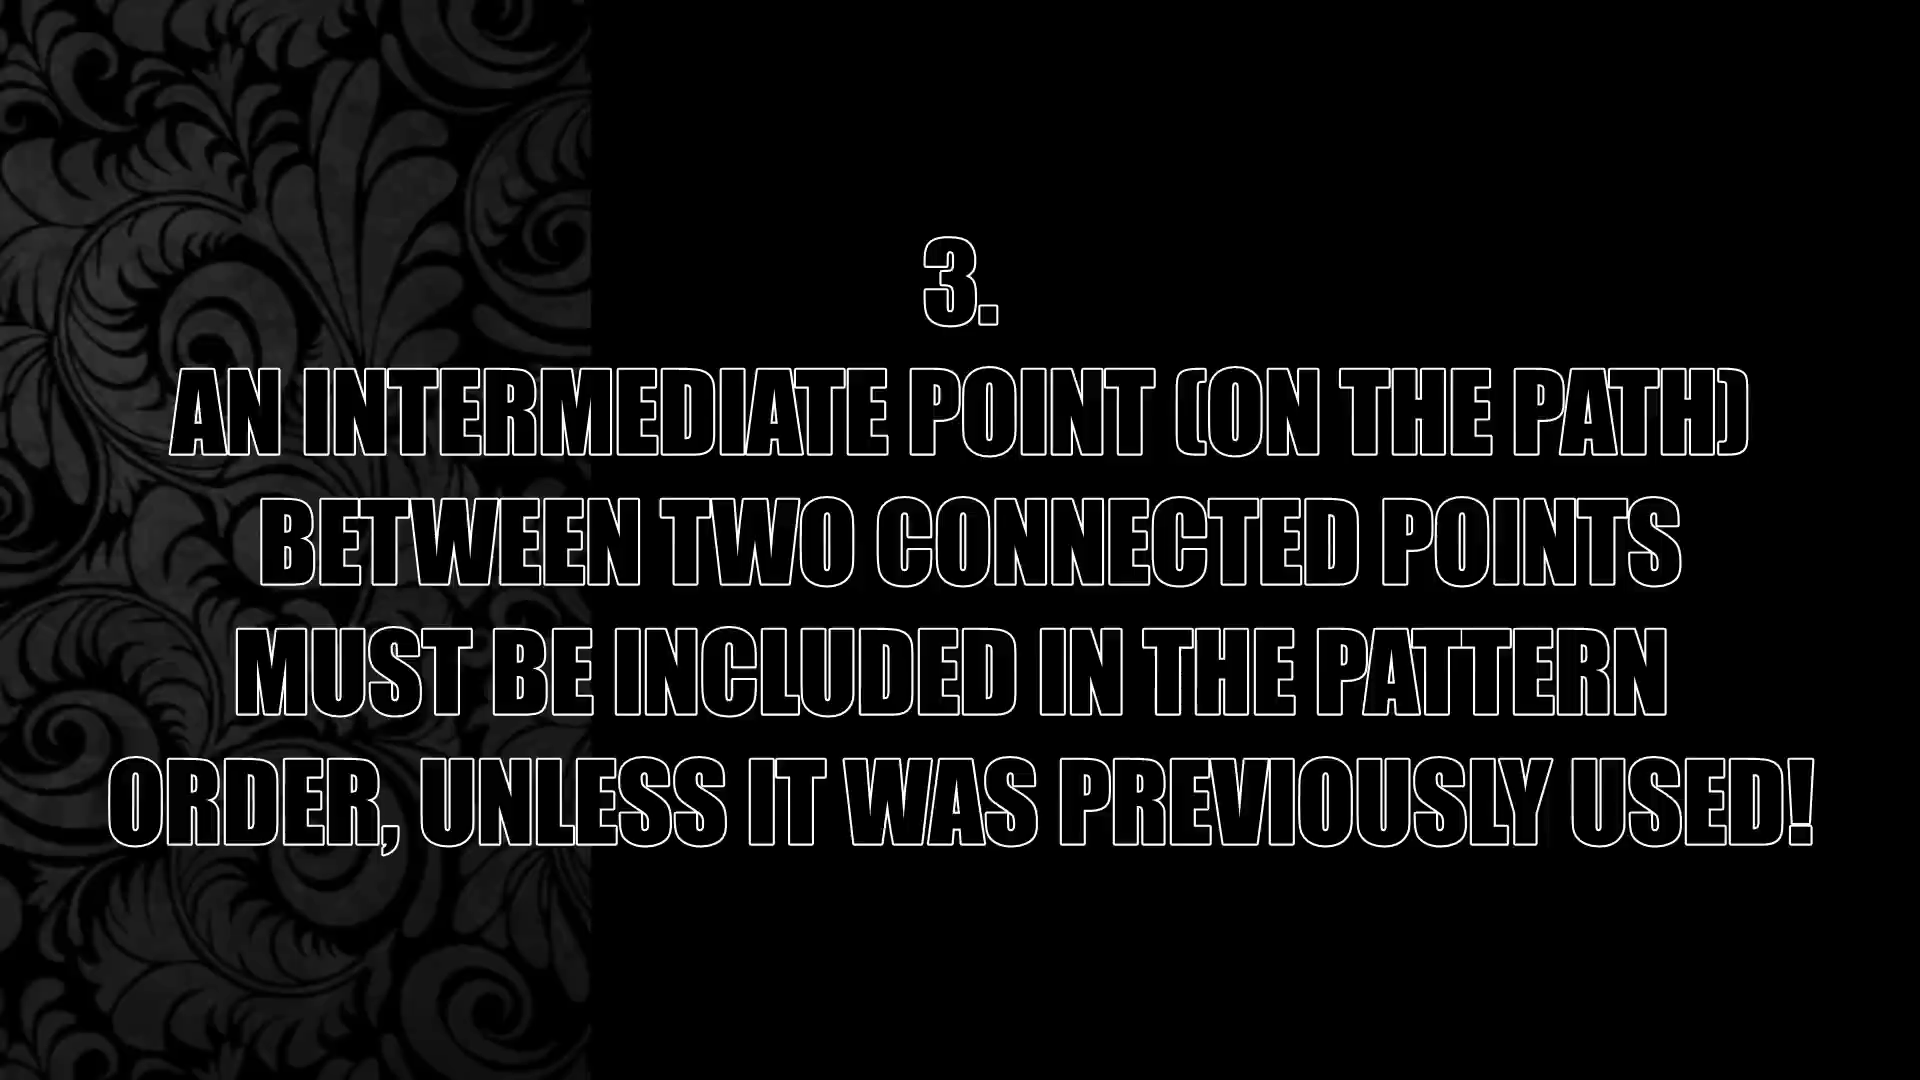 3.
AN INTERMEDIATE POINT (ON THE PATH)
BETWEEN TWO CONNECTED POINTS
MUST BE INCLUDED IN THE PATTERN
ORDER, UNLESS IT WAS PREVIOUSLY USED!